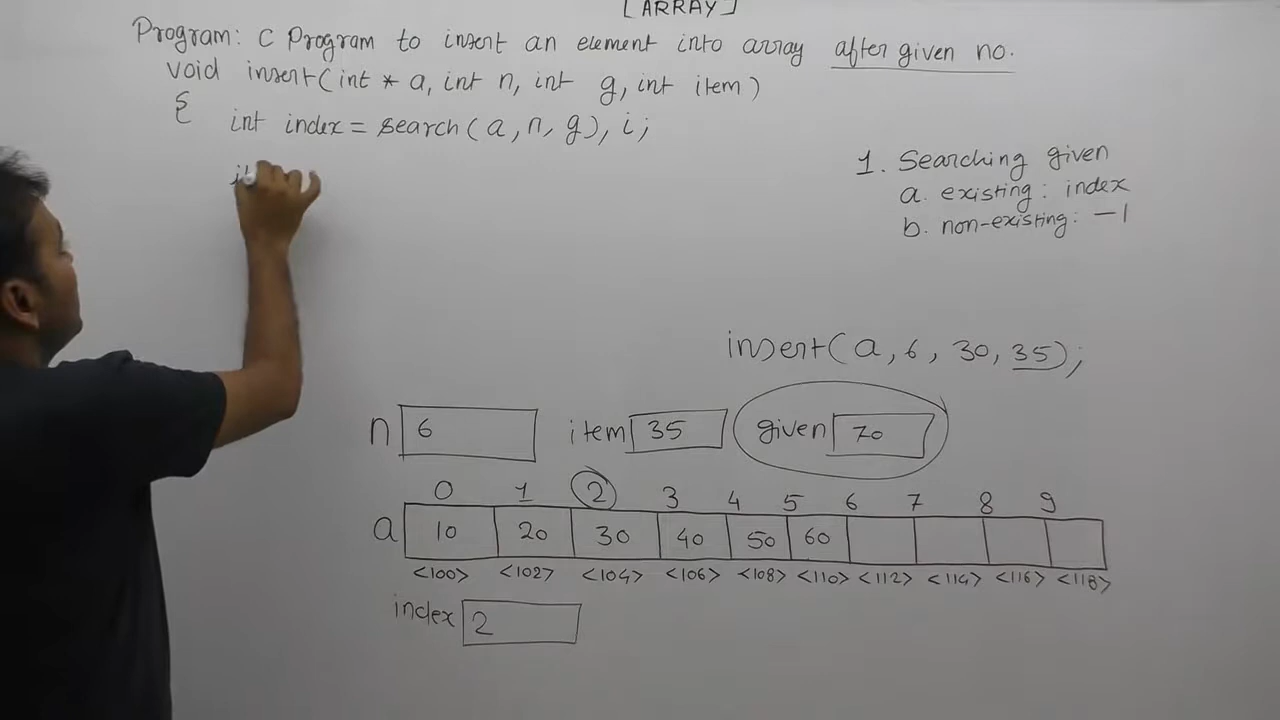 [ARRAY]
Program: C Program to insert an element into array after given no.
void insert(int * a, int n, int g, int item)
{ int index = search(a, n, g), i;
if
1. Searching given
a. existing: index
b. non-existing: -1
insert(a, 6, 30, 35);
n 6 item 35 given 70
0 1 2 3 4 5 6 7 8 9
a 10 20 30 40 50 60
<100> <102> <104> <106> <108> <110> <112> <114> <116> <118>
index 2